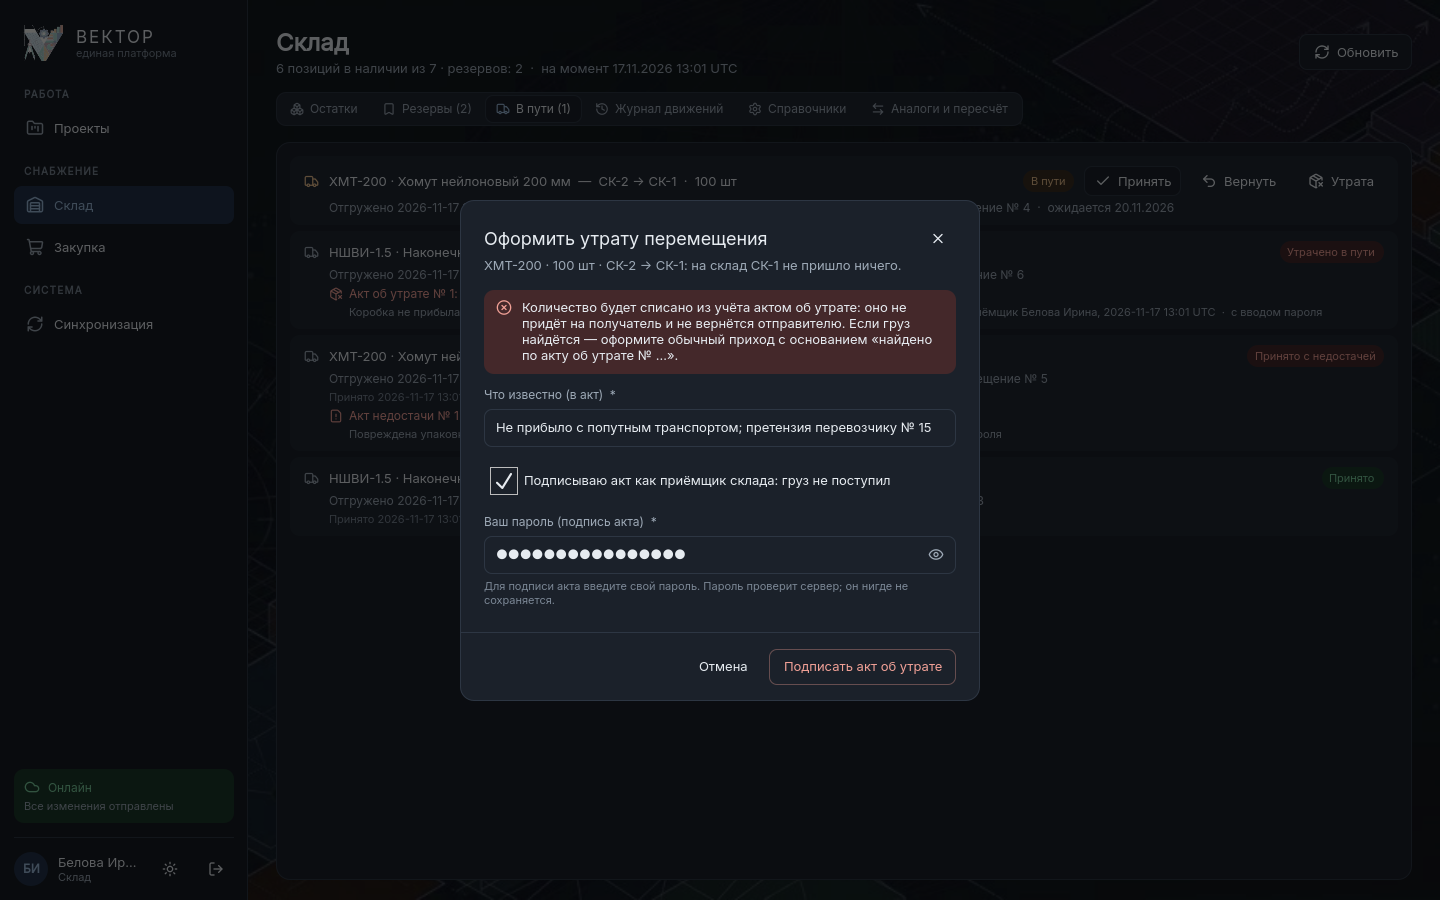 ВЕКТОР
единая платформа
РАБОТА
Проекты
СНАБЖЕНИЕ
Склад
Закупка
СИСТЕМА
Синхронизация
Онлайн
Все изменения отправлены
БИ
Белова Ир...
Склад
Склад
6 позиций в наличии из 7 · резервов: 2 · на момент 17.11.2026 13:01 UTC
Обновить
Остатки
Резервы (2)
В пути (1)
Журнал движений
Справочники
Аналоги и пересчёт
ХМТ-200 · Хомут нейлоновый 200 мм — СК-2 → СК-1 · 100 шт
В пути
Принять
Вернуть
Утрата
Отгружено 2026-11-17
ение № 4 · ожидается 20.11.2026
НШВИ-1.5 · Наконеч
Утрачено в пути
Отгружено 2026-11-17
ние № 6
Акт об утрате № 1:
Коробка не прибыла
ёмщик Белова Ирина, 2026-11-17 13:01 UTC · с вводом пароля
ХМТ-200 · Хомут ней
Принято с недостачей
Отгружено 2026-11-17
ещение № 5
Принято 2026-11-17 13:0
Акт недостачи № 1
Повреждена упаков
роля
НШВИ-1.5 · Наконеч
Принято
Отгружено 2026-11-17
Принято 2026-11-17 13:0
Оформить утрату перемещения
ХМТ-200 · 100 шт · СК-2 → СК-1: на склад СК-1 не пришло ничего.
Количество будет списано из учёта актом об утрате: оно не
придёт на получатель и не вернётся отправителю. Если груз
найдётся — оформите обычный приход с основанием «найдено
по акту об утрате № ...».
Что известно (в акт) *
Не прибыло с попутным транспортом; претензия перевозчику № 15
Подписываю акт как приёмщик склада: груз не поступил
Ваш пароль (подпись акта) *
●●●●●●●●●●●●●●●●
Для подписи акта введите свой пароль. Пароль проверит сервер; он нигде не
сохраняется.
Отмена
Подписать акт об утрате